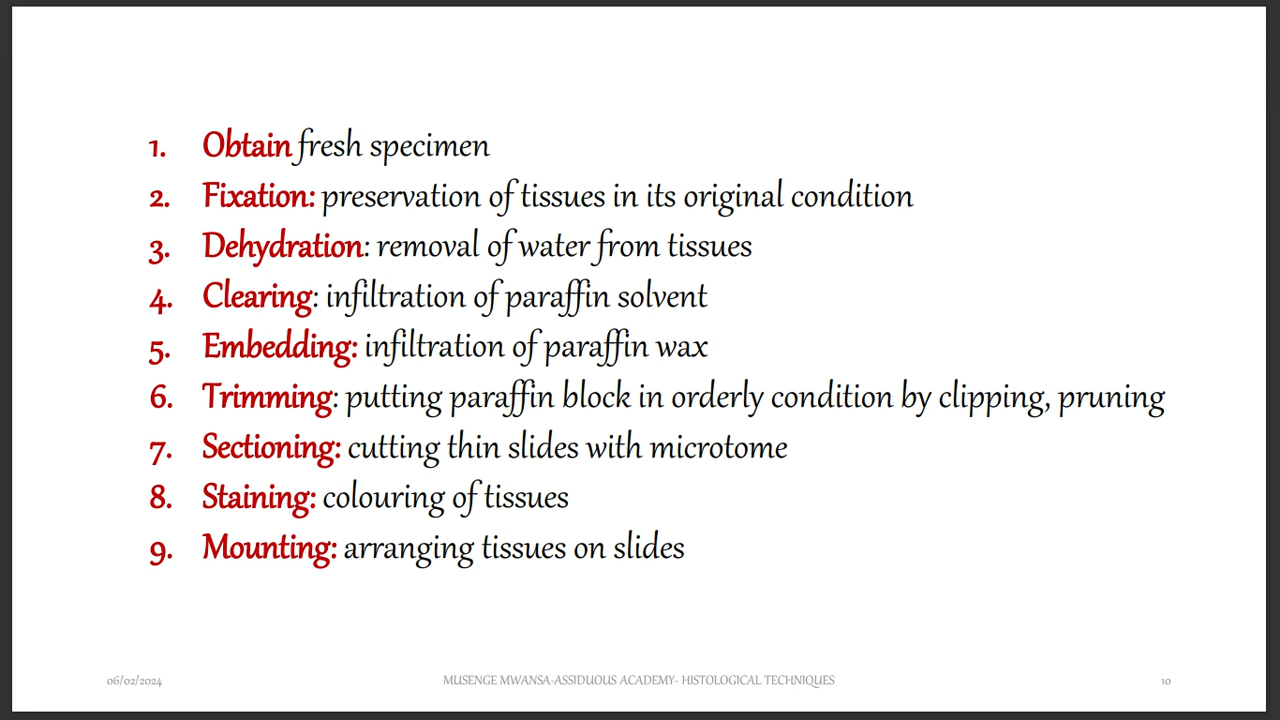 1. Obtain fresh specimen
2. Fixation: preservation of tissues in its original condition
3. Dehydration: removal of water from tissues
4. Clearing: infiltration of paraffin solvent
5. Embedding: infiltration of paraffin wax
6. Trimming: putting paraffin block in orderly condition by clipping, pruning
7. Sectioning: cutting thin slides with microtome
8. Staining: colouring of tissues
9. Mounting: arranging tissues on slides
06/02/2024 MUSENGE MWANSA-ASSIDUOUS ACADEMY- HISTOLOGICAL TECHNIQUES 10